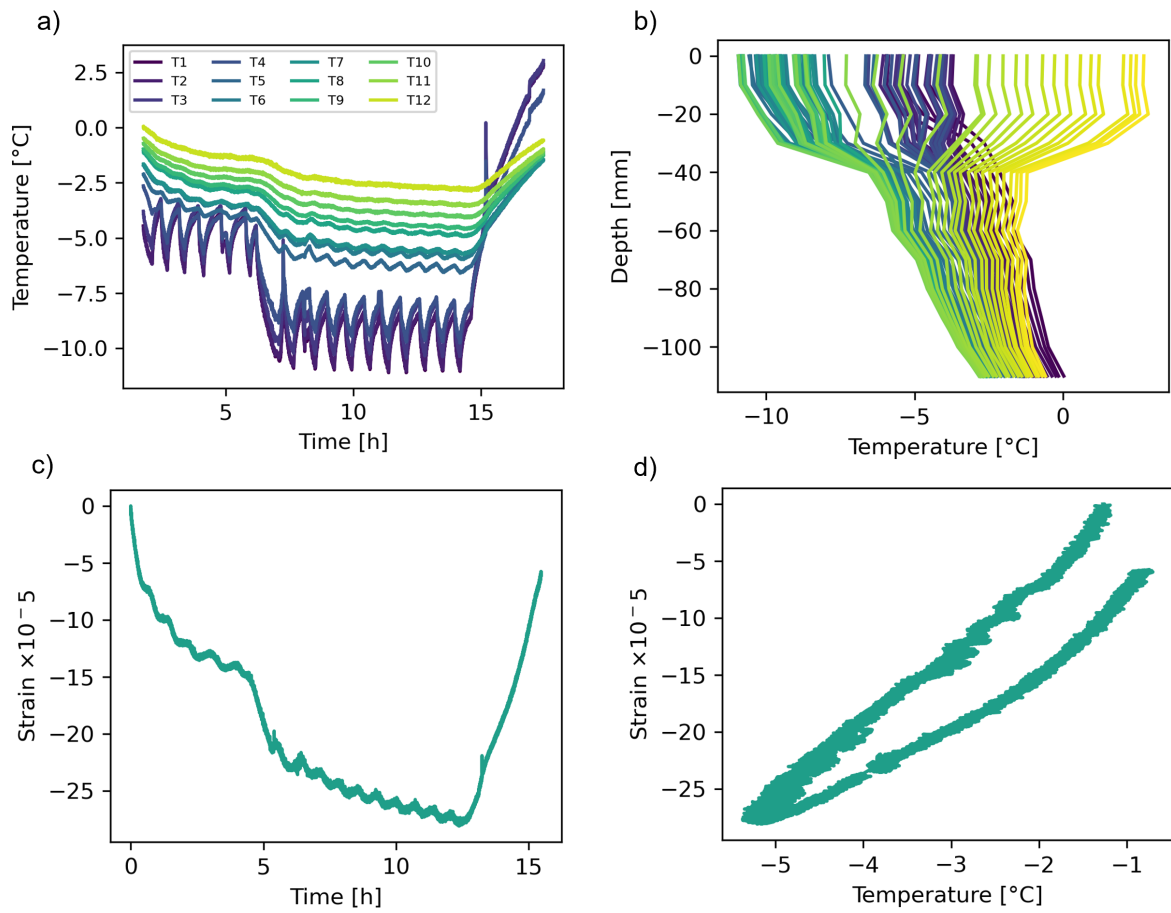 a)
2.5
0.0
−2.5
−5.0
−7.5
−10.0
Temperature [°C]
T1 T4 T7 T10
T2 T5 T8 T11
T3 T6 T9 T12
5 10 15
Time [h]
b)
0
−20
−40
−60
−80
−100
Depth [mm]
−10 −5 0
Temperature [°C]
c)
0
−5
−10
−15
−20
−25
Strain ×10⁻ 5
0 5 10 15
Time [h]
d)
0
−5
−10
−15
−20
−25
Strain ×10⁻ 5
−5 −4 −3 −2 −1
Temperature [°C]